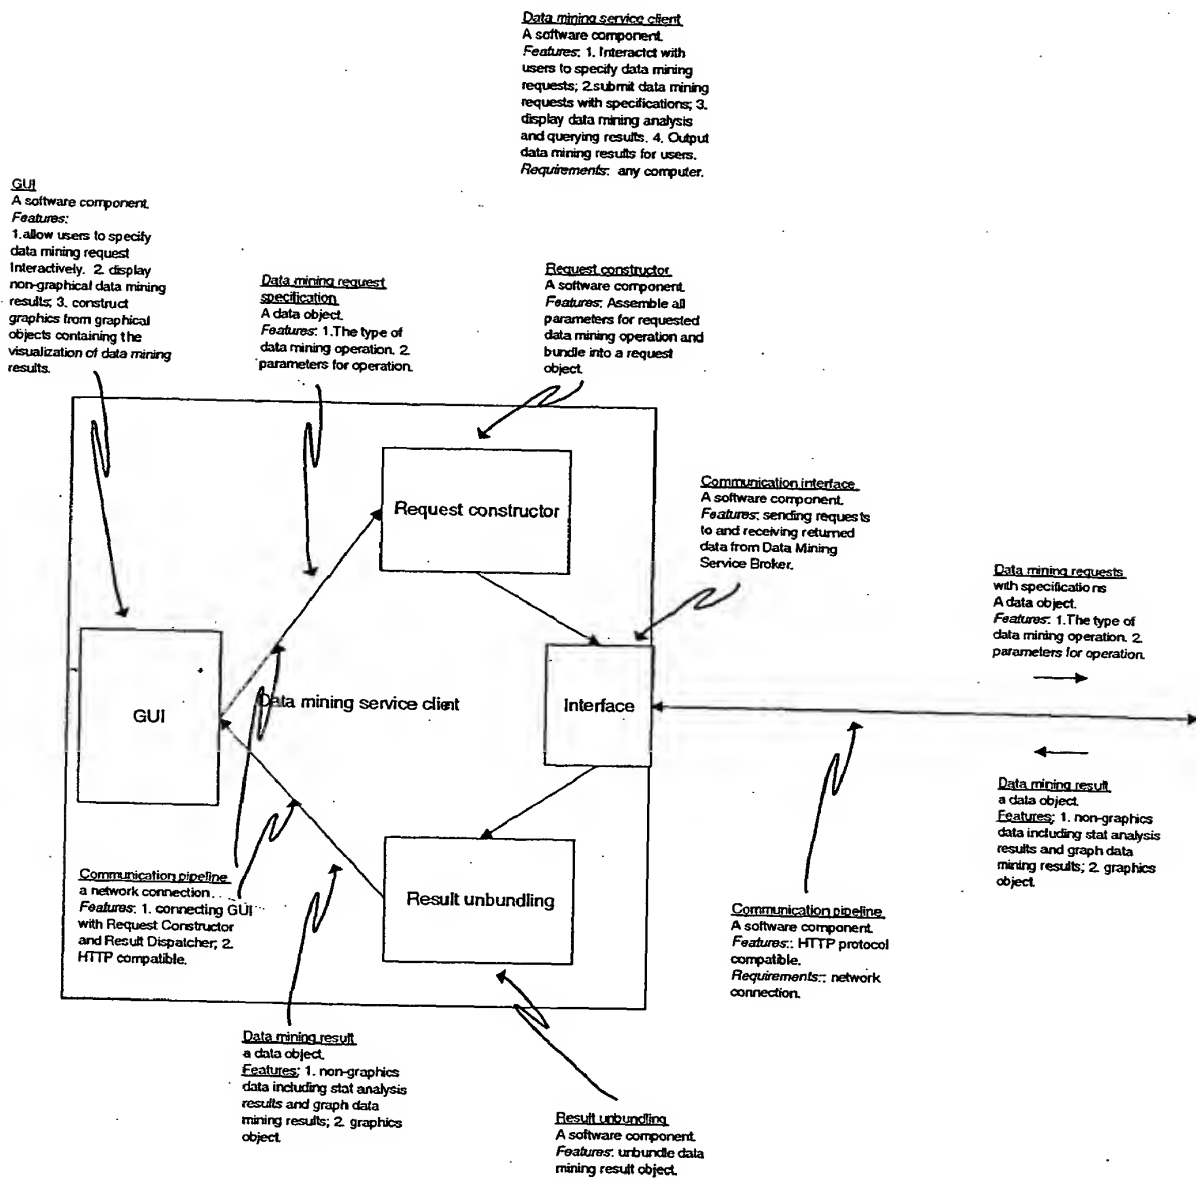 Data mining service client
A software component.
Features: 1. Interactct with
users to specify data mining
requests; 2.submit data mining
requests with specifications; 3.
display data mining analysis
and querying results. 4. Output
data mining results for users.
Requirements: any computer.
GUI
A software component.
Features:
1.allow users to specify
data mining request
Interactively. 2. display
non-graphical data mining
results; 3. construct
graphics from graphical
objects containing the
visualization of data mining
results.
Data mining request
specification
A data object.
Features: 1.The type of
data mining operation. 2.
parameters for operation.
Request constructor
A software component.
Features: Assemble all
parameters for requested
data mining operation and
bundle into a request
object.
Request constructor
Communication interface
A software component.
Features: sending requests
to and receiving returned
data from Data Mining
Service Broker.
Data mining requests
with specifications
A data object.
Features: 1.The type of
data mining operation. 2.
parameters for operation.
GUI
Data mining service client
Interface
Data mining result
a data object.
Features; 1. non-graphics
data including stat analysis
results and graph data
mining results; 2. graphics
object.
Communication pipeline
a network connection.
Features: 1. connecting GUI
with Request Constructor
and Result Dispatcher; 2.
HTTP compatible.
Result unbundling
Communication pipeline
A software component.
Features:: HTTP protocol
compatible.
Requirements:: network
connection.
Data mining result
a data object.
Features; 1. non-graphics
data including stat analysis
results and graph data
mining results; 2. graphics
object.
Result unbundling
A software component.
Features: unbundle data
mining result object.